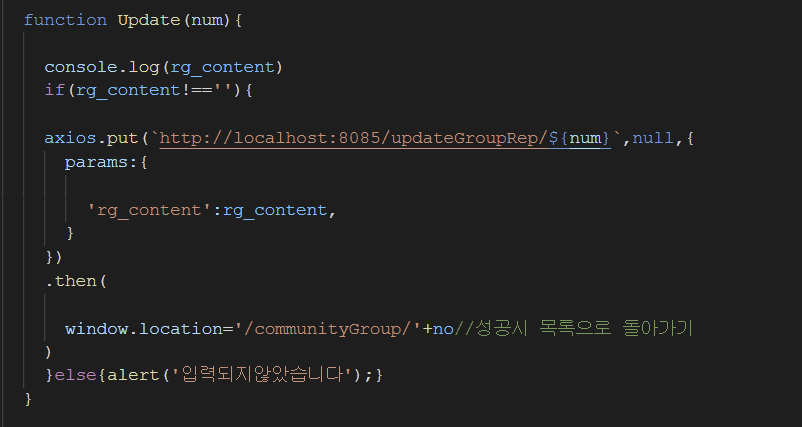 function Update(num){
console.log(rg_content)
if(rg_content!==''){
axios.put(`http://localhost:8085/updateGroupRep/${num}`,null,{
params:{
'rg_content':rg_content,
}
})
.then(
window.location='/communityGroup/'+no//성공시 목록으로 돌아가기
)
}else{alert('입력되지않았습니다');}
}